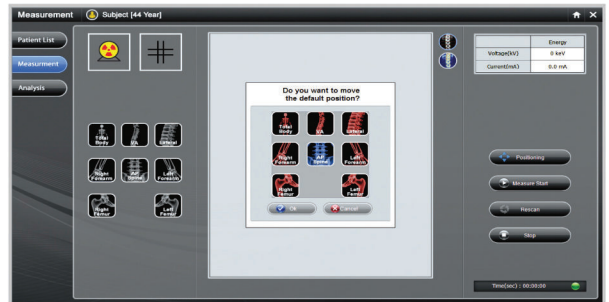 Measurement
Subject [44 Year]
Patient List
Measurment
Analysis
Total Body
VA
Lateral
Right Forearm
AP Spine
Left Forearm
Right Femur
Left Femur
Do you want to move
the default position?
Total Body
VA
Lateral
Right Forearm
AP Spine
Left Forearm
Right Femur
Left Femur
Ok
Cancel
Energy
Voltage(kV) 0 keV
Current(mA) 0.0 mA
Positioning
Measure Start
Rescan
Stop
Time(sec) : 00:00:00